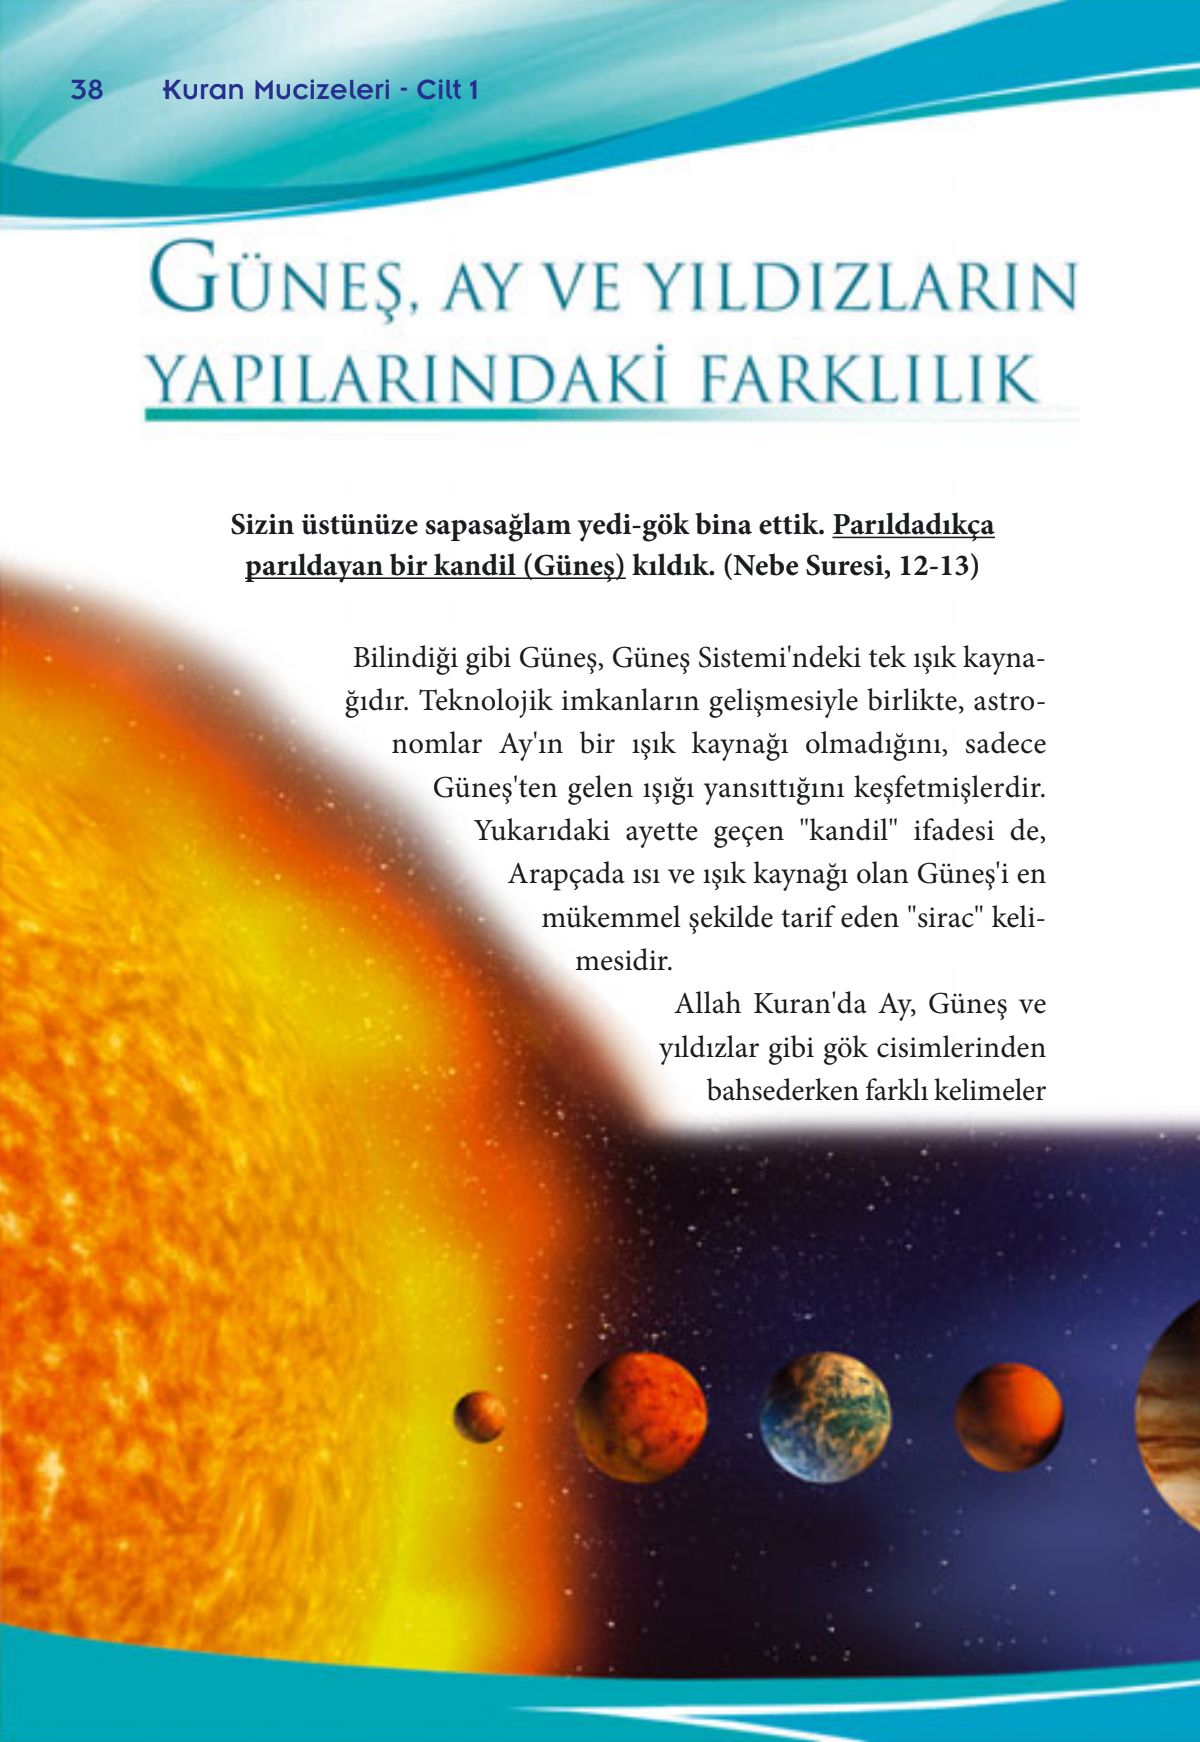 38 Kuran Mucizeleri - Cilt 1
GÜNEŞ, AY VE YILDIZLARIN
YAPILARINDAKİ FARKLILIK
Sizin üstünüze sapasağlam yedi-gök bina ettik. Parıldadıkça
parıldayan bir kandil (Güneş) kıldık. (Nebe Suresi, 12-13)
Bilindiği gibi Güneş, Güneş Sistemi'ndeki tek ışık kayna-
ğıdır. Teknolojik imkanların gelişmesiyle birlikte, astro-
nomlar Ay'ın bir ışık kaynağı olmadığını, sadece
Güneş'ten gelen ışığı yansıttığını keşfetmişlerdir.
Yukarıdaki ayette geçen "kandil" ifadesi de,
Arapçada ısı ve ışık kaynağı olan Güneş'i en
mükemmel şekilde tarif eden "sirac" keli-
mesidir.
Allah Kuran'da Ay, Güneş ve
yıldızlar gibi gök cisimlerinden
bahsederken farklı kelimeler